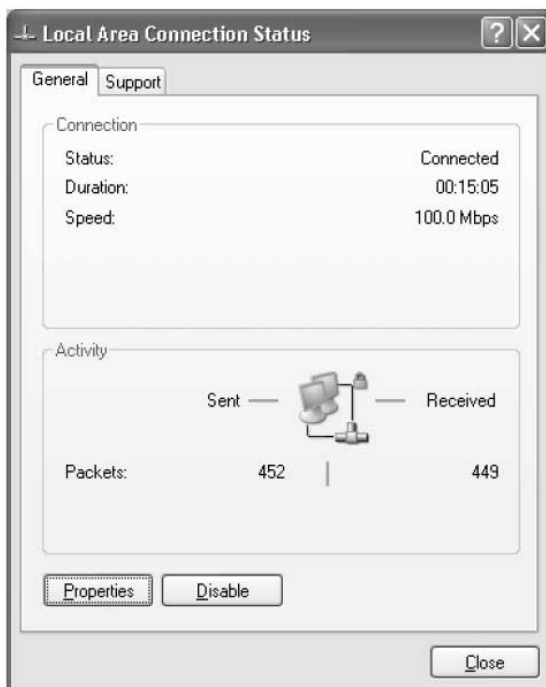 Local Area Connection Status
General Support
Connection
Status: Connected
Duration: 00:15:05
Speed: 100.0 Mbps
Activity
Sent Received
Packets: 452 449
Properties Disable
Close